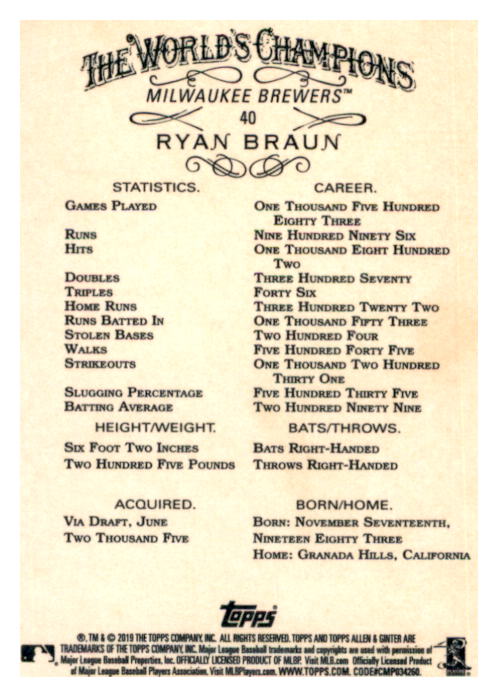 THE WORLD'S CHAMPIONS
MILWAUKEE BREWERS™
40
RYAN BRAUN
STATISTICS. CAREER.
GAMES PLAYED ONE THOUSAND FIVE HUNDRED
EIGHTY THREE
RUNS NINE HUNDRED NINETY SIX
HITS ONE THOUSAND EIGHT HUNDRED
TWO
DOUBLES THREE HUNDRED SEVENTY
TRIPLES FORTY SIX
HOME RUNS THREE HUNDRED TWENTY TWO
RUNS BATTED IN ONE THOUSAND FIFTY THREE
STOLEN BASES TWO HUNDRED FOUR
WALKS FIVE HUNDRED FORTY FIVE
STRIKEOUTS ONE THOUSAND TWO HUNDRED
THIRTY ONE
SLUGGING PERCENTAGE FIVE HUNDRED THIRTY FIVE
BATTING AVERAGE TWO HUNDRED NINETY NINE
HEIGHT/WEIGHT. BATS/THROWS.
SIX FOOT TWO INCHES BATS RIGHT-HANDED
TWO HUNDRED FIVE POUNDS THROWS RIGHT-HANDED
ACQUIRED. BORN/HOME.
VIA DRAFT, JUNE BORN: NOVEMBER SEVENTEENTH,
TWO THOUSAND FIVE NINETEEN EIGHTY THREE
HOME: GRANADA HILLS, CALIFORNIA
topps
®, TM & © 2019 THE TOPPS COMPANY, INC. ALL RIGHTS RESERVED. TOPPS AND TOPPS ALLEN & GINTER ARE
TRADEMARKS OF THE TOPPS COMPANY, INC. Major League Baseball trademarks and copyrights are used with permission of
Major League Baseball Properties, Inc. OFFICIALLY LICENSED PRODUCT OF MLBP. Visit MLB.com Officially Licensed Product
of Major League Baseball Players Association. Visit MLBPlayers.com. WWW.TOPPS.COM. CODE#CMP034260.